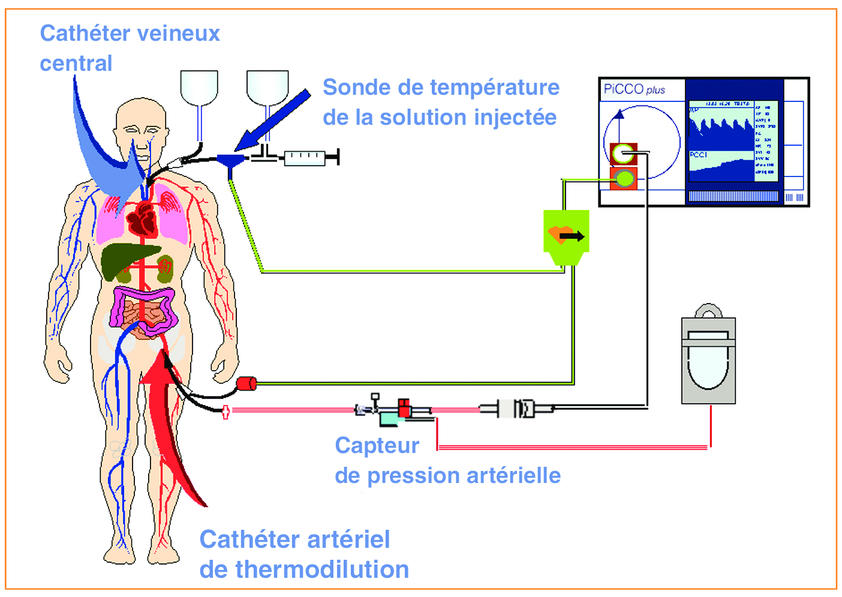 Cathéter veineux
central
Sonde de température
de la solution injectée
PiCCO plus
PCCI
Capteur
de pression artérielle
Cathéter artériel
de thermodilution